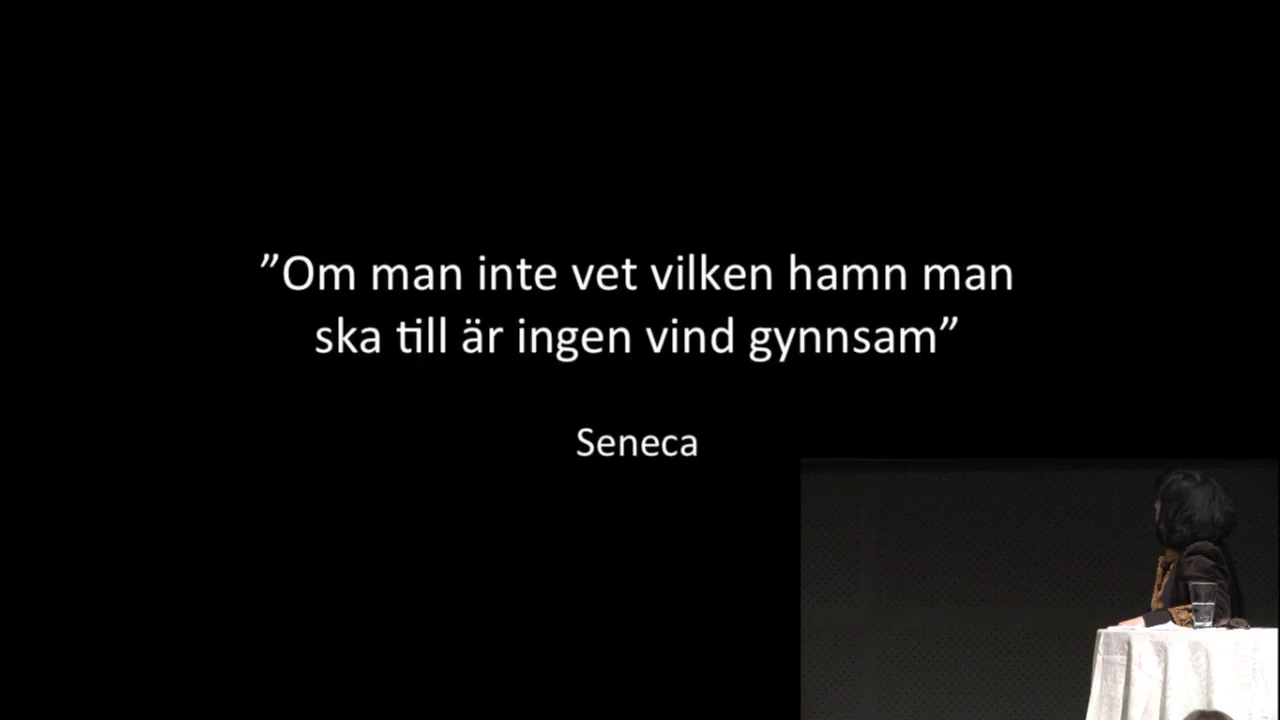 ”Om man inte vet vilken hamn man
ska till är ingen vind gynnsam”
Seneca